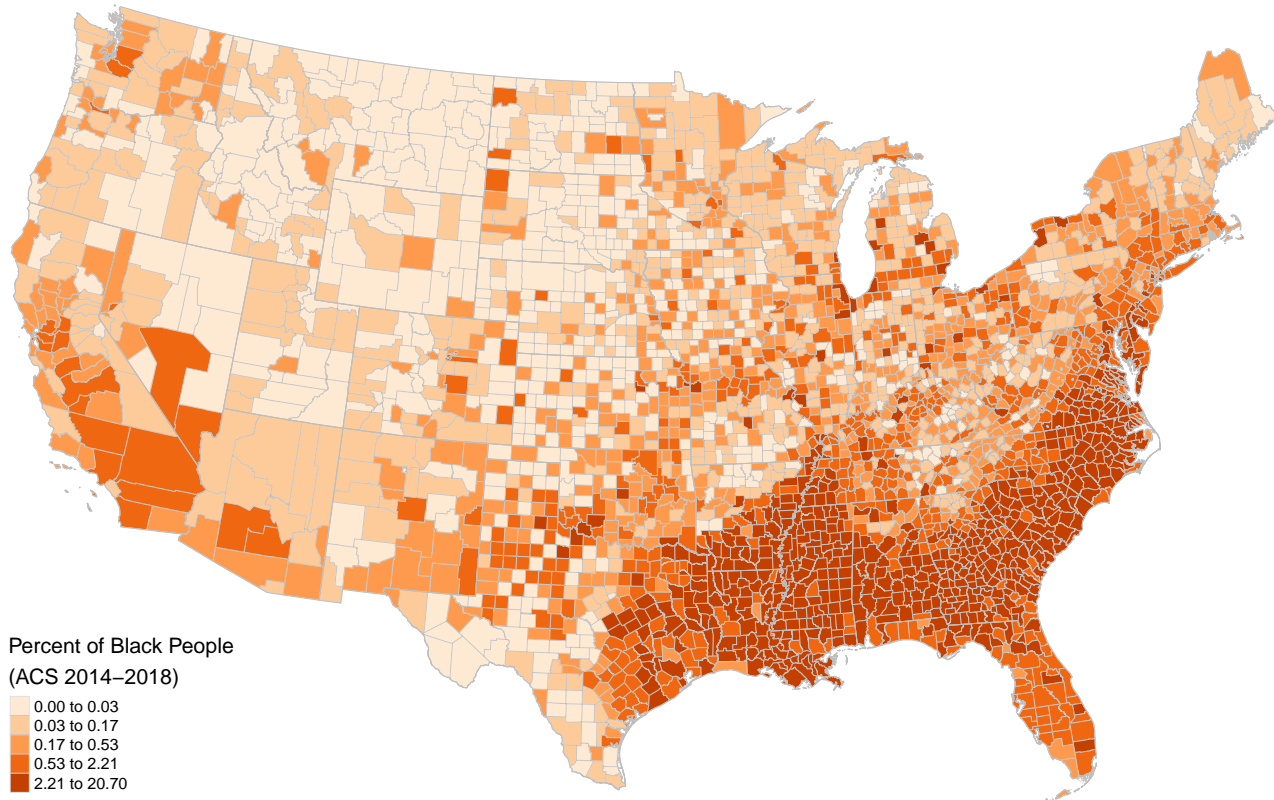 Percent of Black People
(ACS 2014−2018)
0.00 to 0.03
0.03 to 0.17
0.17 to 0.53
0.53 to 2.21
2.21 to 20.70